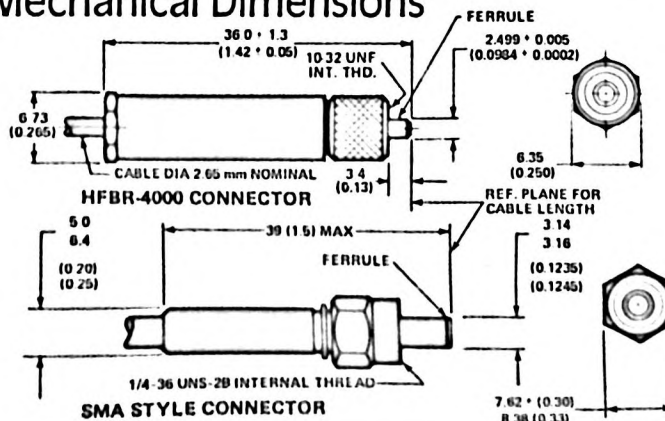 Mechanical Dimensions
36 0 ± 1.3
(1.42 ± 0.05)
FERRULE
10-32 UNF
INT. THD.
2.499 ± 0.005
(0.0984 ± 0.0002)
6 73
(0.265)
CABLE DIA 2.65 mm NOMINAL
3 4
(0.13)
6.35
(0.250)
HFBR-4000 CONNECTOR
REF. PLANE FOR
CABLE LENGTH
5 0
6.4
(0.20)
(0.25)
39 (1.5) MAX
FERRULE
3.14
3 16
(0.1235)
(0.1245)
1/4-36 UNS-2B INTERNAL THREAD
SMA STYLE CONNECTOR
7.62 * (0.30)
8.38 (0.33)